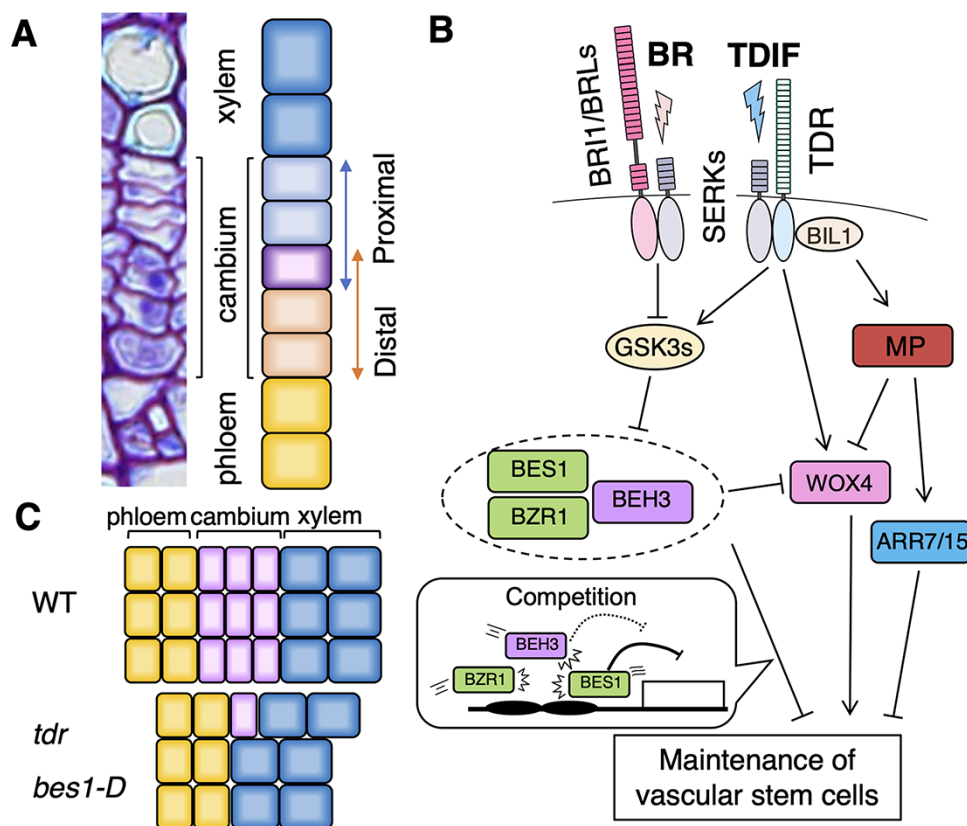 A
xylem
cambium
phloem
Proximal
Distal
B
BR
TDIF
BRI1/BRLs
SERKs
TDR
BIL1
GSK3s
MP
BES1
BZR1
BEH3
WOX4
ARR7/15
Competition
BEH3
BZR1
BES1
Maintenance of
vascular stem cells
C
phloem cambium xylem
WT
tdr
bes1-D